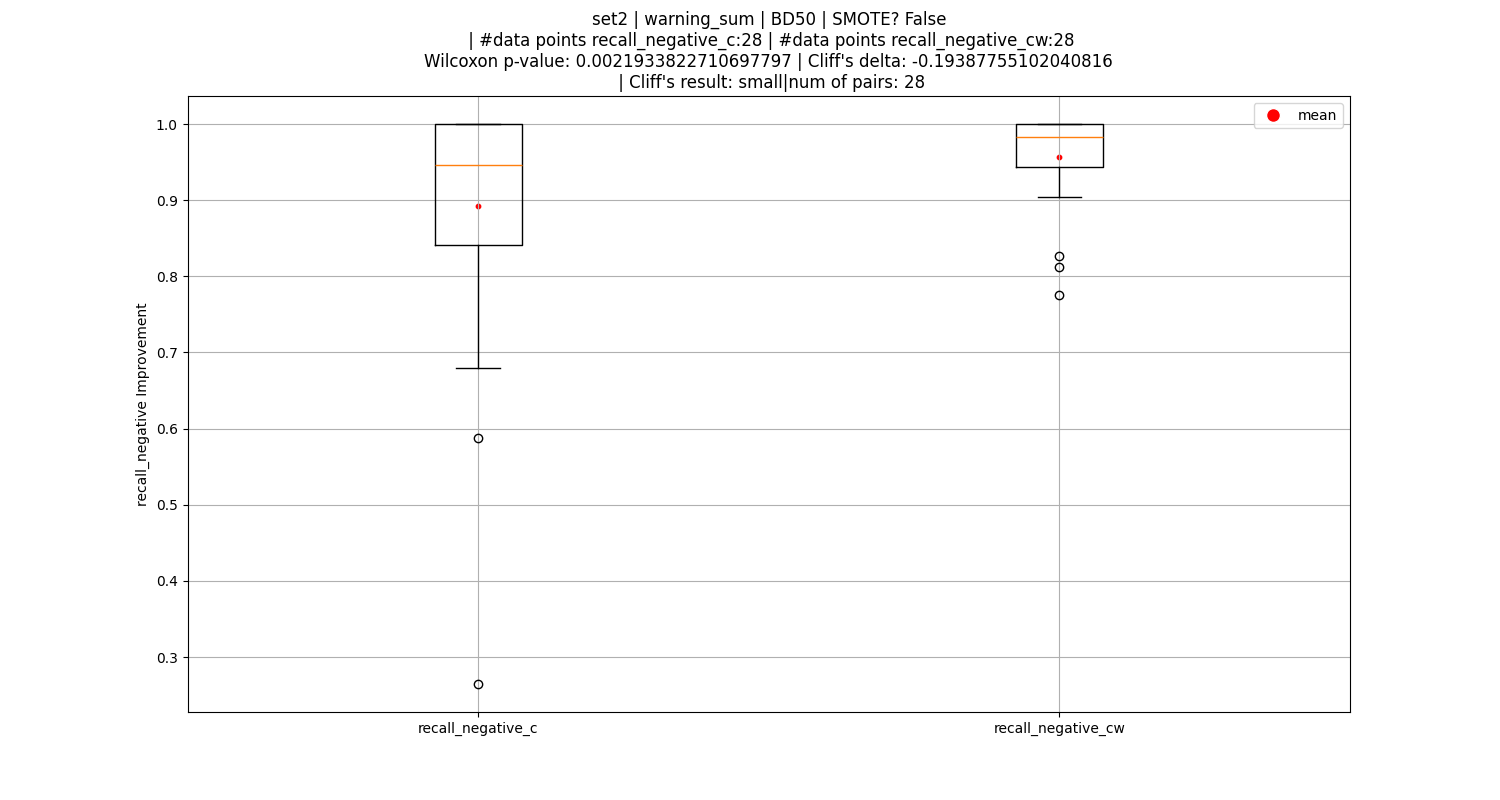 set2 | warning_sum | BD50 | SMOTE? False
| #data points recall_negative_c:28 | #data points recall_negative_cw:28
Wilcoxon p-value: 0.0021933822710697797 | Cliff's delta: -0.19387755102040816
| Cliff's result: small|num of pairs: 28
mean
1.0
0.9
0.8
0.7
0.6
0.5
0.4
0.3
recall_negative Improvement
recall_negative_c
recall_negative_cw